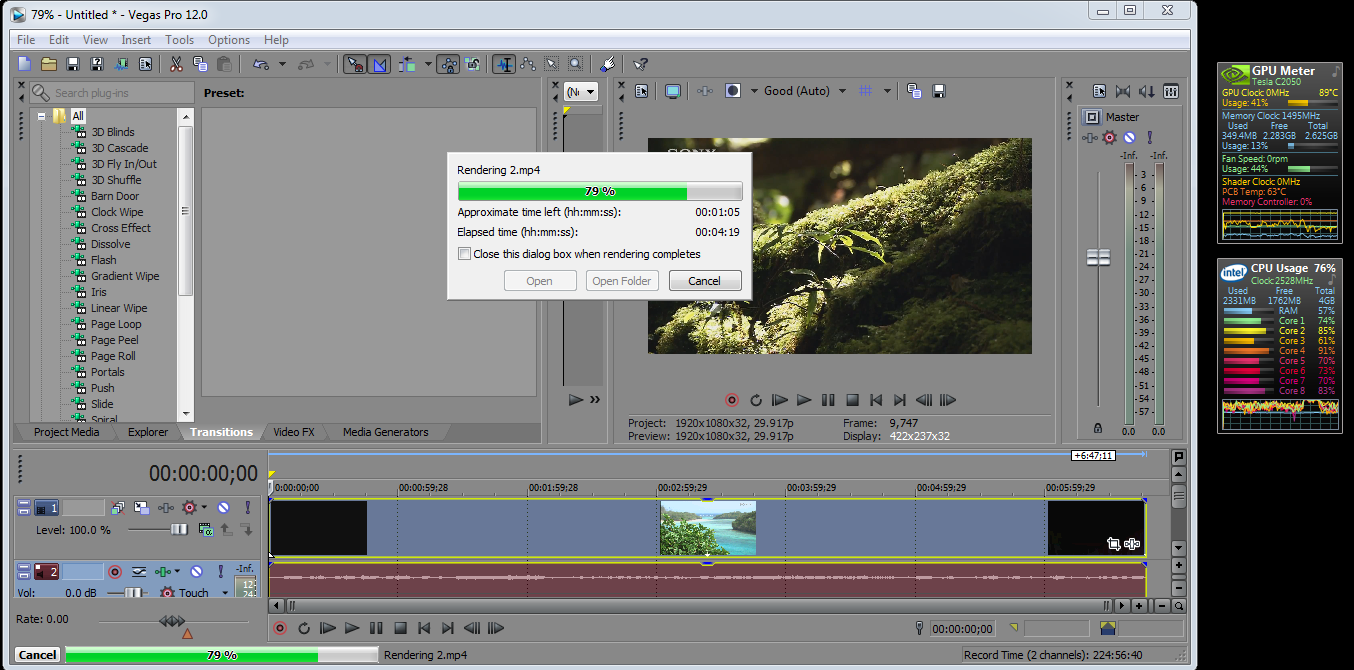 79% - Untitled * - Vegas Pro 12.0
File Edit View Insert Tools Options Help
Search plug-ins
Preset:
All
3D Blinds
3D Cascade
3D Fly In/Out
3D Shuffle
Barn Door
Clock Wipe
Cross Effect
Dissolve
Flash
Gradient Wipe
Iris
Linear Wipe
Page Loop
Page Peel
Page Roll
Portals
Push
Slide
Spiral
Project Media Explorer Transitions Video FX Media Generators
Good (Auto)
SONY
Rendering 2.mp4
79 %
Approximate time left (hh:mm:ss): 00:01:05
Elapsed time (hh:mm:ss): 00:04:19
Close this dialog box when rendering completes
Open Open Folder Cancel
Project: 1920x1080x32, 29.917p Frame: 9,747
Preview: 1920x1080x32, 29.917p Display: 422x237x32
Master
-Inf. -Inf.
- 3 -
- 6 -
- 9 -
-12-
-15-
-18-
-21-
-24-
-27-
-30-
-33-
-36-
-39-
-42-
-45-
-48-
-51-
-54-
-57-
0.0 0.0
GPU Meter
Tesla C2050
GPU Clock: 0MHz 89°C
Usage: 41%
Memory Clock: 1495MHz
Used Free Total
349.4MB 2.283GB 2.625GB
Usage: 13%
Fan Speed: 0rpm
Usage: 44%
Shader Clock: 0MHz
PCB Temp: 63°C
Memory Controller: 0%
intel CPU Usage 76%
Clock: 2528MHz
Used Free Total
2331MB 1762MB 4GB
RAM 57%
Core 1 74%
Core 2 85%
Core 3 61%
Core 4 91%
Core 5 70%
Core 6 73%
Core 7 70%
Core 8 83%
+6:47;11
00:00:00;00
0:00:00;00 00:00:59;28 00:01:59;28 00:02:59;29 00:03:59;29 00:04:59;29 00:05:59;29
1
Level: 100.0 %
2
-Inf.
12
24
Vol: 0.0 dB Touch
Rate: 0.00
00:00:00;00
Cancel 79 % Rendering 2.mp4
Record Time (2 channels): 224:56:40